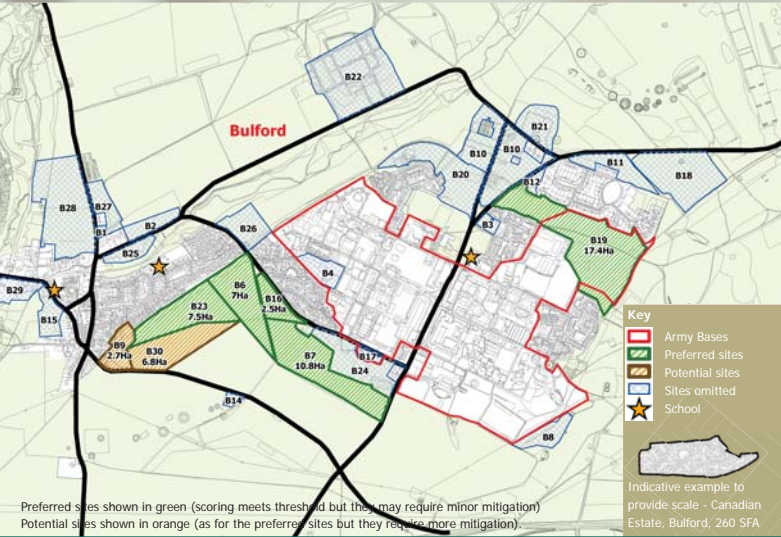 B22
Bulford
B21
B10
B10
B11
B18
B20
B12
B28
B27
B2
B3
B1
B26
B25
B19
17.4Ha
B4
B29
B6
7Ha
B16
2.5Ha
B15
B23
7.5Ha
B9
2.7Ha
B30
6.8Ha
B7
10.8Ha
B17
B24
B14
B8
Key
Army Bases
Preferred sites
Potential sites
Sites omitted
School
Indicative example to
provide scale - Canadian
Estate, Bulford, 260 SFA
Preferred sites shown in green (scoring meets threshold but they may require minor mitigation)
Potential sites shown in orange (as for the preferred sites but they require more mitigation).